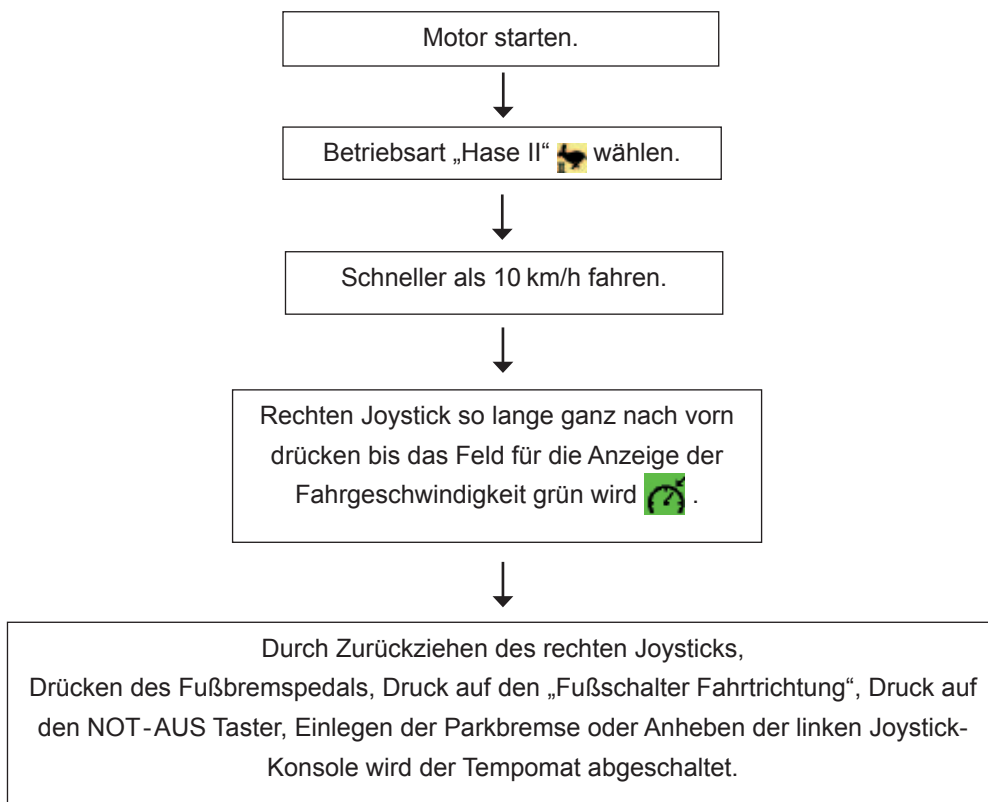 Motor starten.
Betriebsart „Hase II“ wählen.
Schneller als 10 km/h fahren.
Rechten Joystick so lange ganz nach vorn
drücken bis das Feld für die Anzeige der
Fahrgeschwindigkeit grün wird .
Durch Zurückziehen des rechten Joysticks,
Drücken des Fußbremspedals, Druck auf den „Fußschalter Fahrtrichtung“, Druck auf
den NOT-AUS Taster, Einlegen der Parkbremse oder Anheben der linken Joystick-
Konsole wird der Tempomat abgeschaltet.